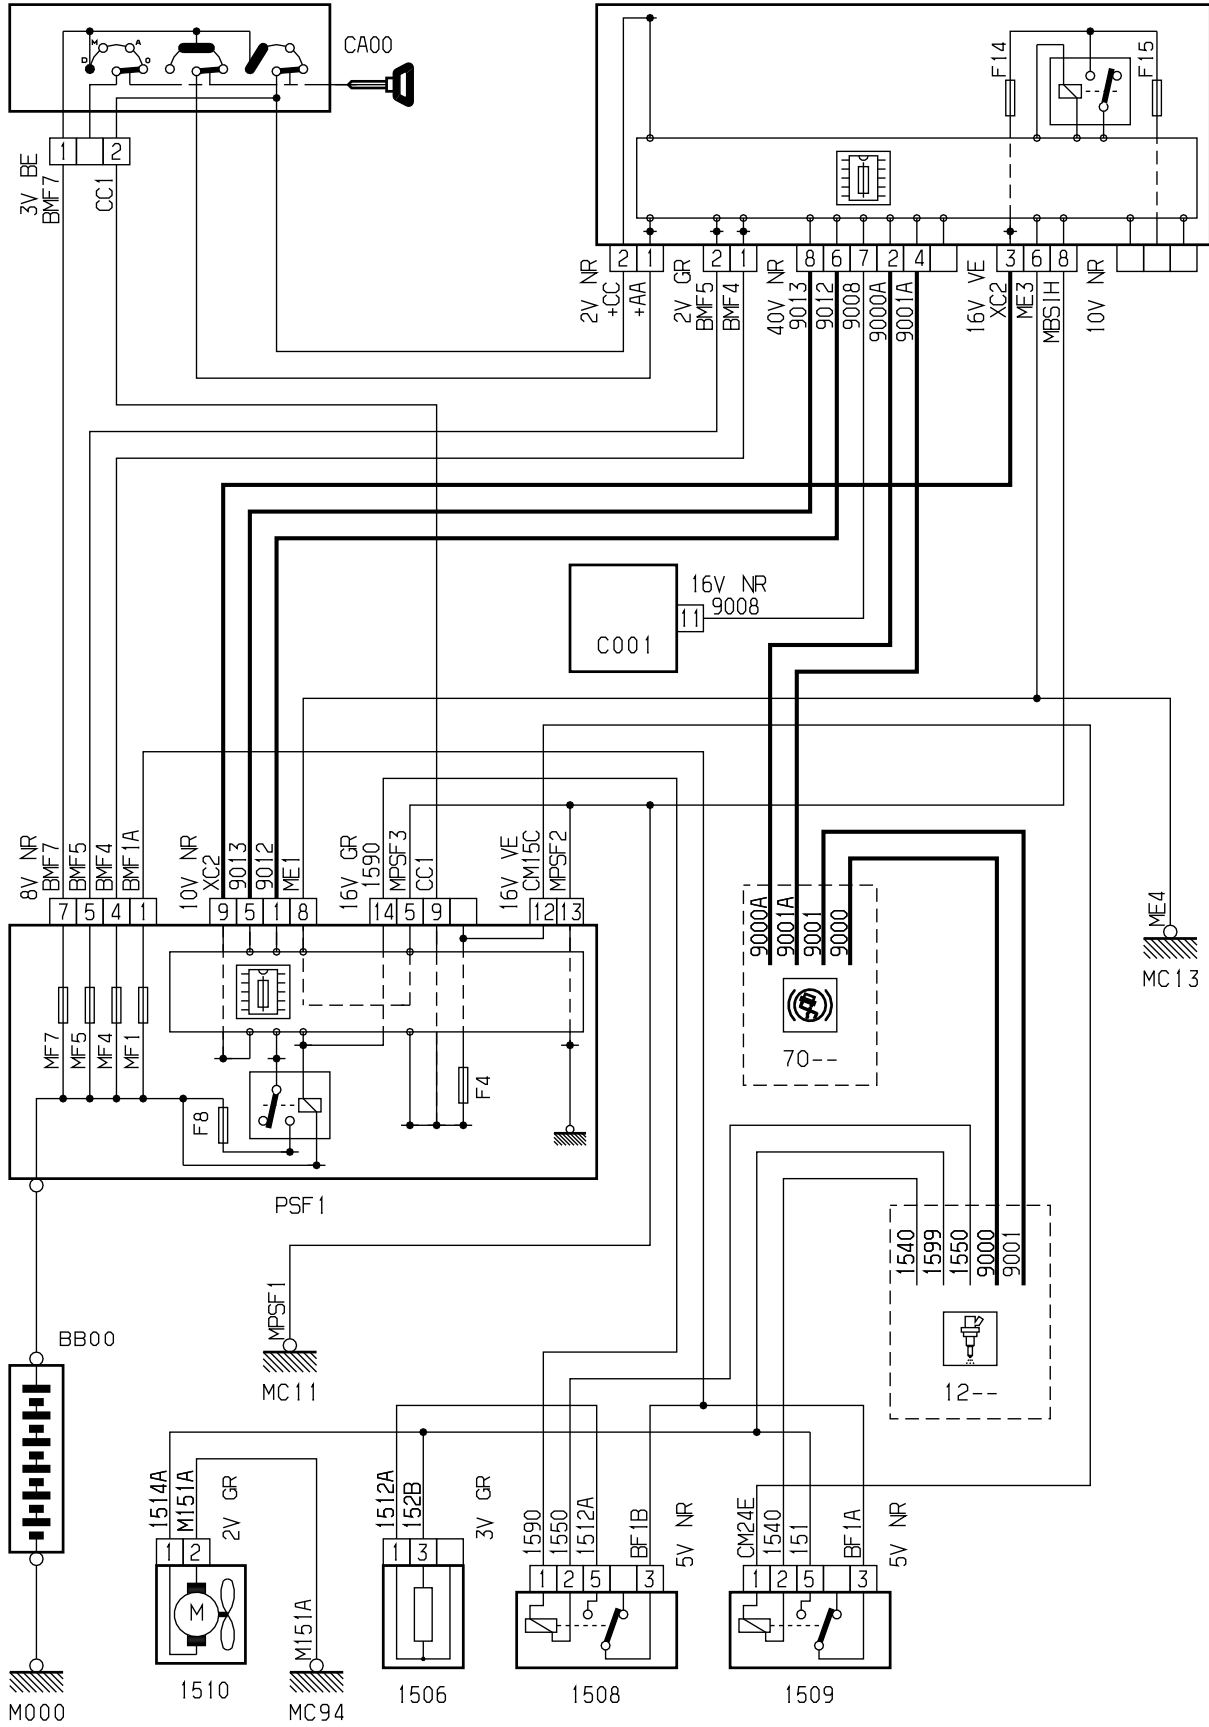 CA00
M
A
D
O
1
2
3V BE
BMF7
CC1
F14
F15
2
1
2
1
8
6
7
2
4
3
6
8
2V NR
+CC
+AA
2V GR
BMF5
BMF4
40V NR
9013
9012
9008
9000A
9001A
16V VE
XC2
ME3
MBSIH
10V NR
C001
11
16V NR
9008
8V NR
BMF7
BMF5
BMF4
BMF1A
10V NR
XC2
9013
9012
ME1
16V GR
1590
MPSF3
CC1
16V VE
CM15C
MPSF2
7
5
4
1
9
5
1
8
14
5
9
12
13
MF7
MF5
MF4
MF1
F8
F4
PSF1
9000A
9001A
9001
9000
70--
ME4
MC13
1540
1599
1550
9000
9001
12--
MPSF1
MC11
BB00
M000
1514A
M151A
2V GR
1
2
M
1510
M151A
MC94
1512A
152B
3V GR
1
3
1506
1590
1550
1512A
BF1B
5V NR
1
2
5
3
1508
CM24E
1540
151
BF1A
5V NR
1
2
5
3
1509